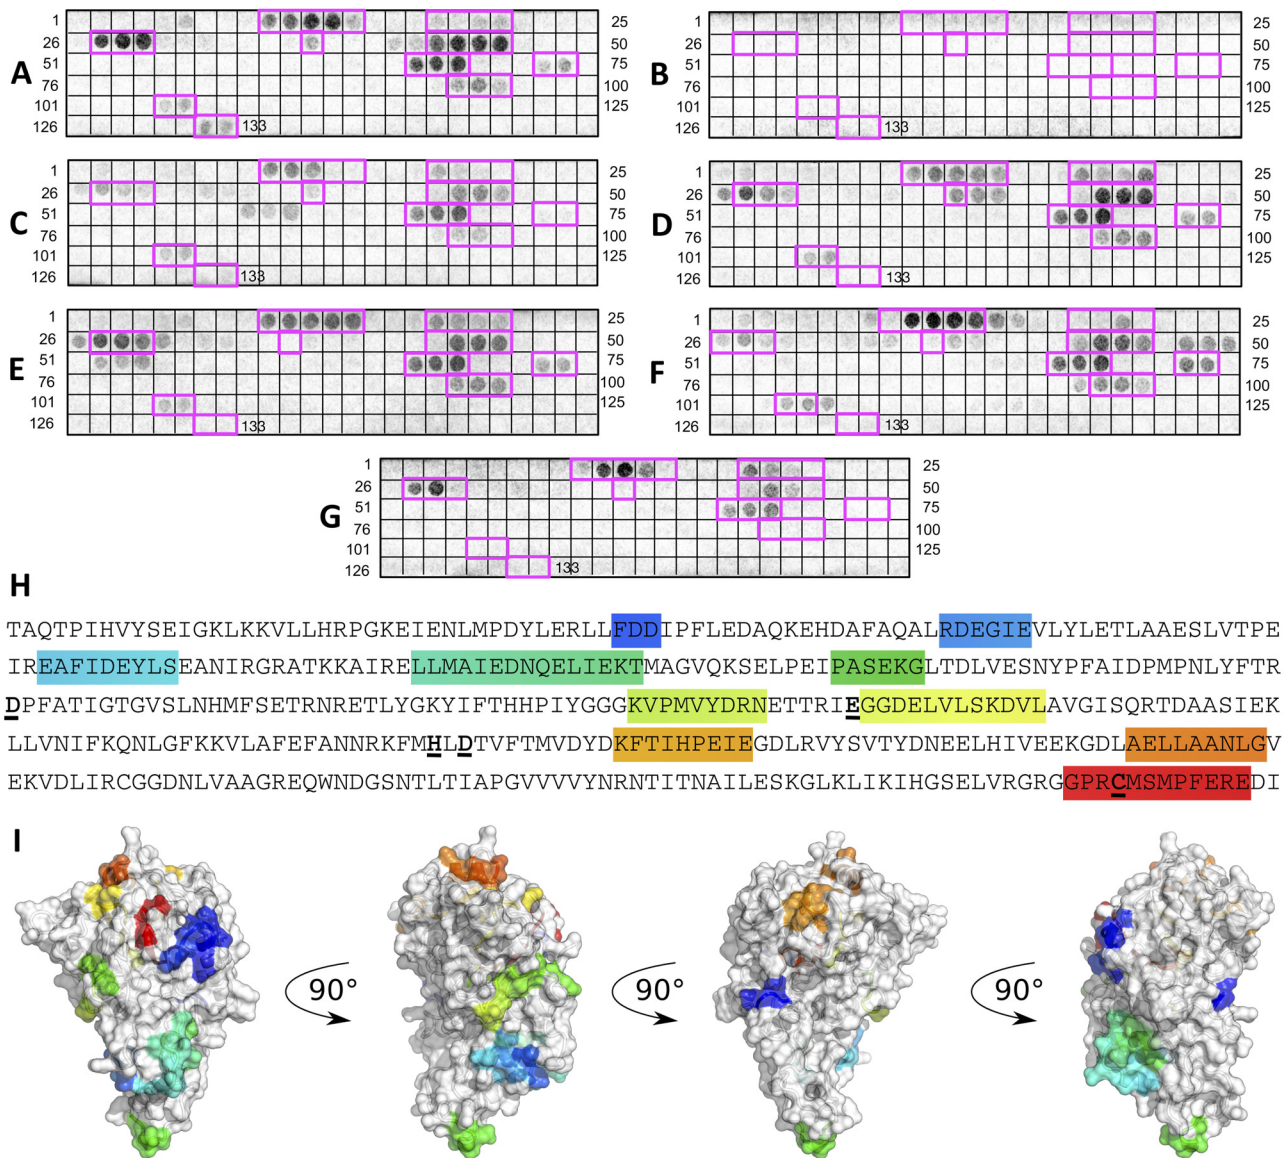 1 25
26 50
51 75
A
76 100
101 125
126 133
1 25
26 50
51 75
B
76 100
101 125
126 133
1 25
26 50
51 75
C
76 100
101 125
126 133
1 25
26 50
51 75
D
76 100
101 125
126 133
1 25
26 50
51 75
E
76 100
101 125
126 133
1 25
26 50
51 75
F
76 100
101 125
126 133
1 25
26 50
51 75
G
76 100
101 125
126 133
H
TAQTPIHVYSEIGKLKKVLLHRPGKEIENLMPDYLERLLFDDIPFLEDAQKEHDAFAQALRDEGIEVLYLETLAAESLVTPE
IREAFIDEYLSEANIRGRATKKAIRELLMAIEDNQELIEKTMAGVQKSELPEIPASEKGLTDLVESNYPFAIDPMPNLYFTR
DPFATIGTGVSLNHMFSETRNRETLYGKYIFTHHPIYGGGKVPMVYDRNETTRIEGGDELVLSKDVLAVGISQRTDAASIEK
LLVNIFKQNLGFKKVLAFEFANNRKFMHLDTVFTMVDYDKFTIHPEIEGDLRVYSVTYDNEELHIVEEKGDLAELLAANLGV
EKVDLIRCGGDNLVAAGREQWNDGSNTLTIAPGVVVVYNRNTITNAILESKGLKLIKIHGSELVRGRGGPRCMSMPFEREDI
I
90° 90° 90°